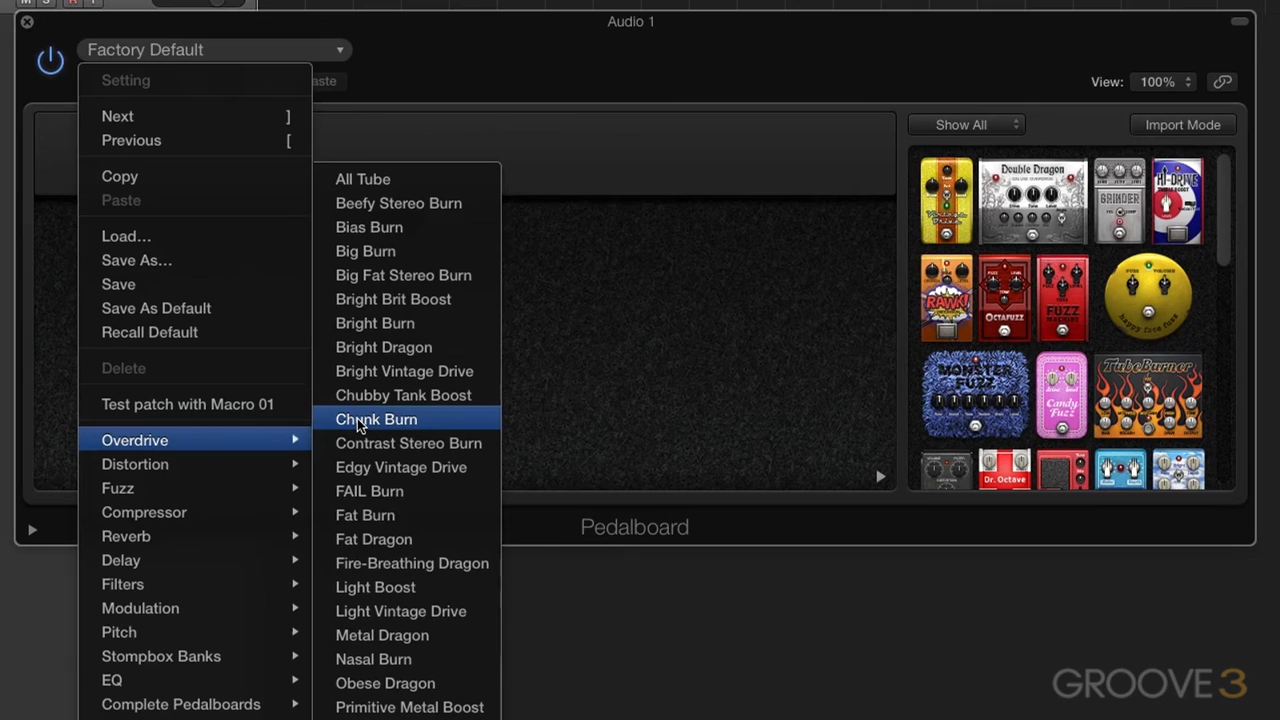 M S R I
Audio 1
Factory Default
aste
View: 100%
Setting
Next ]
Previous [
Copy
Paste
Load...
Save As...
Save
Save As Default
Recall Default
Delete
Test patch with Macro 01
Overdrive
Distortion
Fuzz
Compressor
Reverb
Delay
Filters
Modulation
Pitch
Stompbox Banks
EQ
Complete Pedalboards
All Tube
Beefy Stereo Burn
Bias Burn
Big Burn
Big Fat Stereo Burn
Bright Brit Boost
Bright Burn
Bright Dragon
Bright Vintage Drive
Chubby Tank Boost
Chunk Burn
Contrast Stereo Burn
Edgy Vintage Drive
FAIL Burn
Fat Burn
Fat Dragon
Fire-Breathing Dragon
Light Boost
Light Vintage Drive
Metal Dragon
Nasal Burn
Obese Dragon
Primitive Metal Boost
Show All
Import Mode
Vintage Drive
Double Dragon
GRINDER
HI-DRIVE
RAWK!
OCTAFUZZ
FUZZ MACHINE
happy face fuzz
MONSTER FUZZ
Candy Fuzz
TubeBurner
Dr. Octave
Pedalboard
GROOVE3